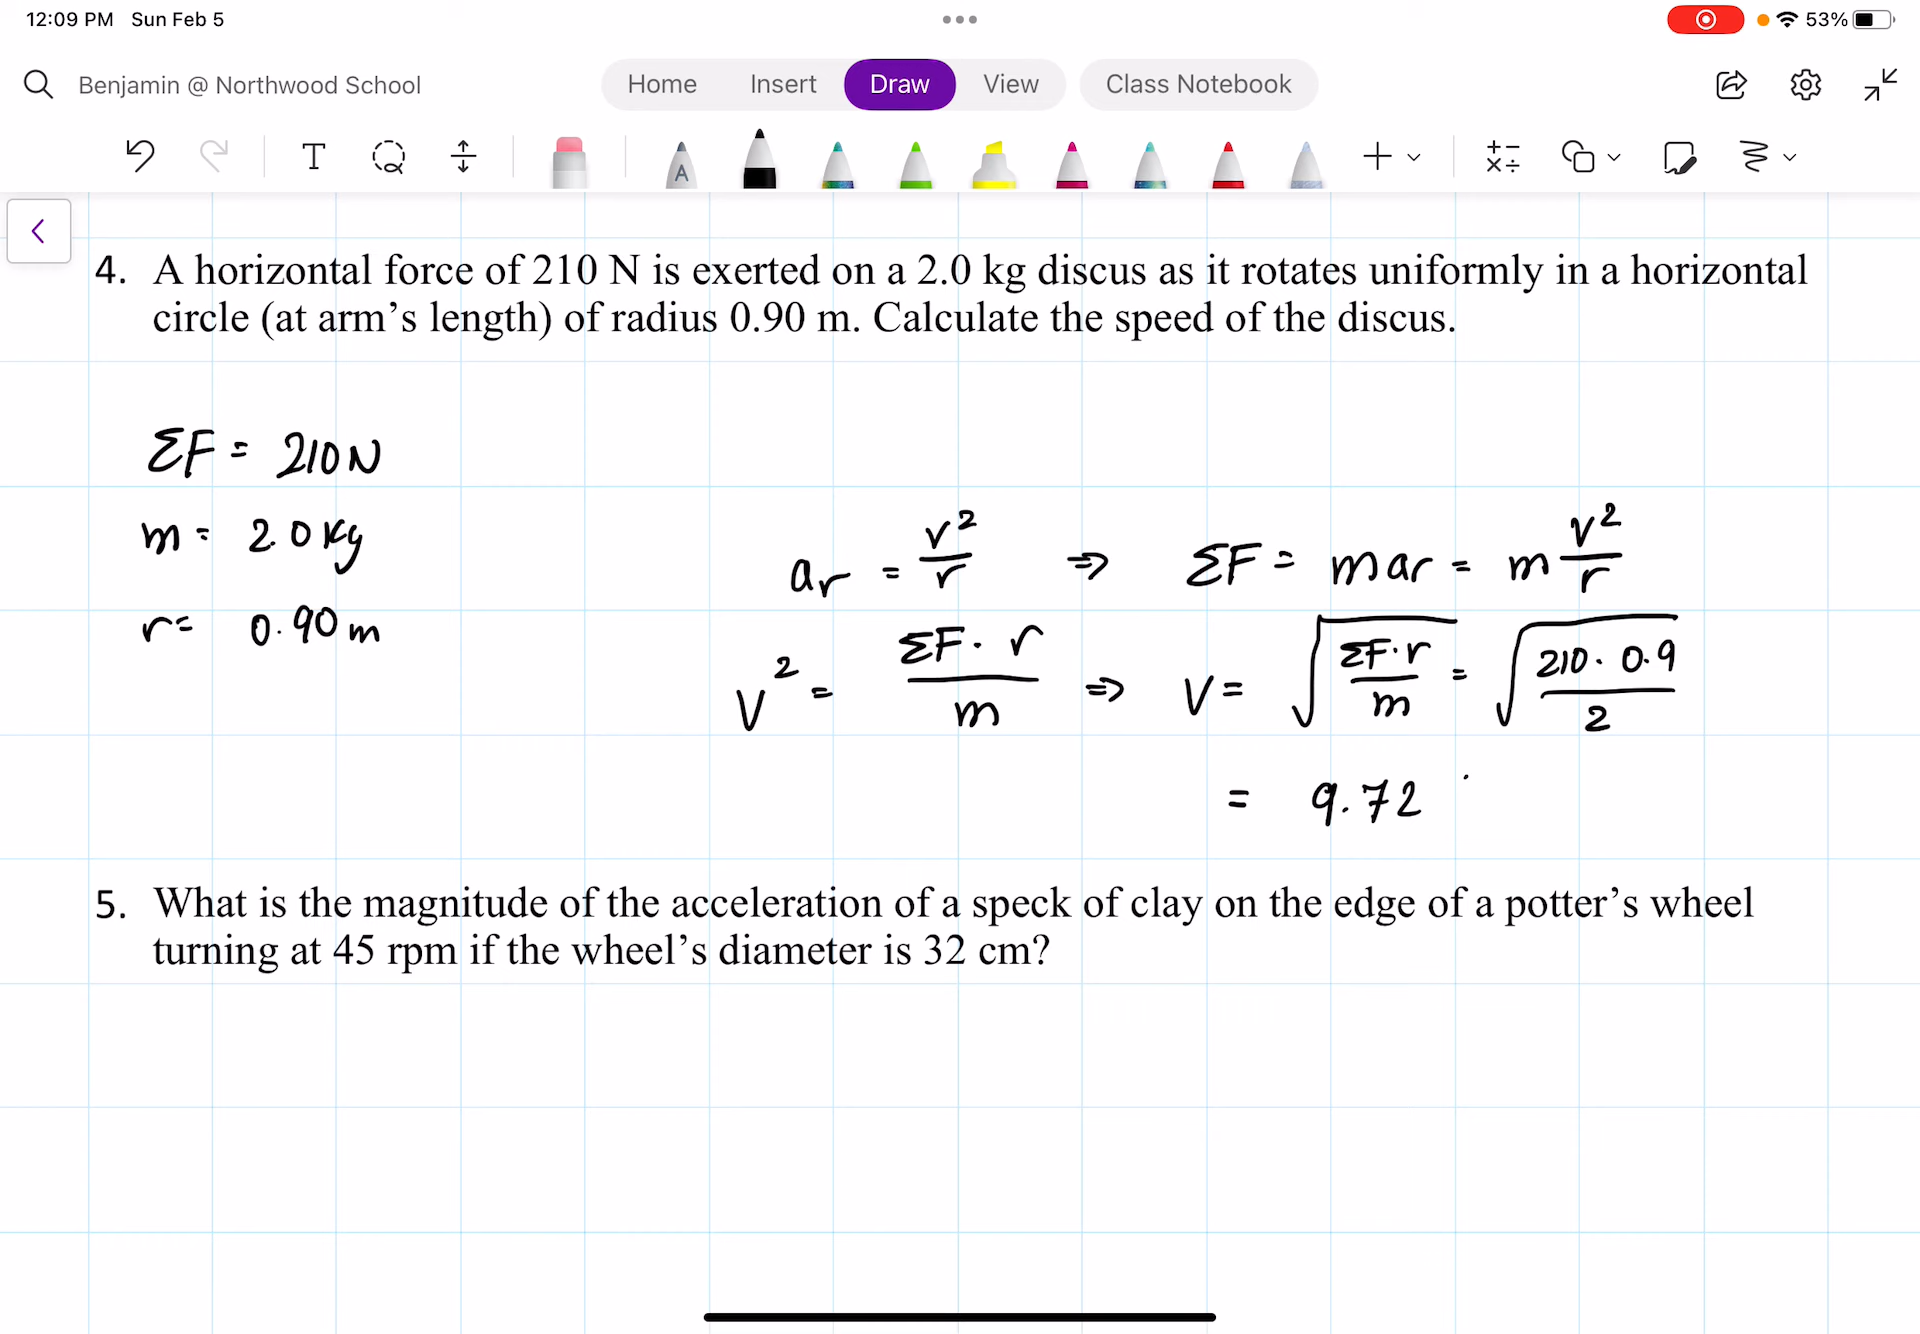 12:09 PM Sun Feb 5
53%
Benjamin @ Northwood School
Home Insert Draw View Class Notebook
T
A
4. A horizontal force of 210 N is exerted on a 2.0 kg discus as it rotates uniformly in a horizontal
circle (at arm’s length) of radius 0.90 m. Calculate the speed of the discus.
ΣF = 210 N
m = 2.0 kg
r = 0.90 m
ar = v²/r ⇒ ΣF = mar = m v²/r
v² = ΣF · r / m ⇒ v = √(ΣF · r / m) = √(210 · 0.9 / 2)
= 9.72
5. What is the magnitude of the acceleration of a speck of clay on the edge of a potter’s wheel
turning at 45 rpm if the wheel’s diameter is 32 cm?